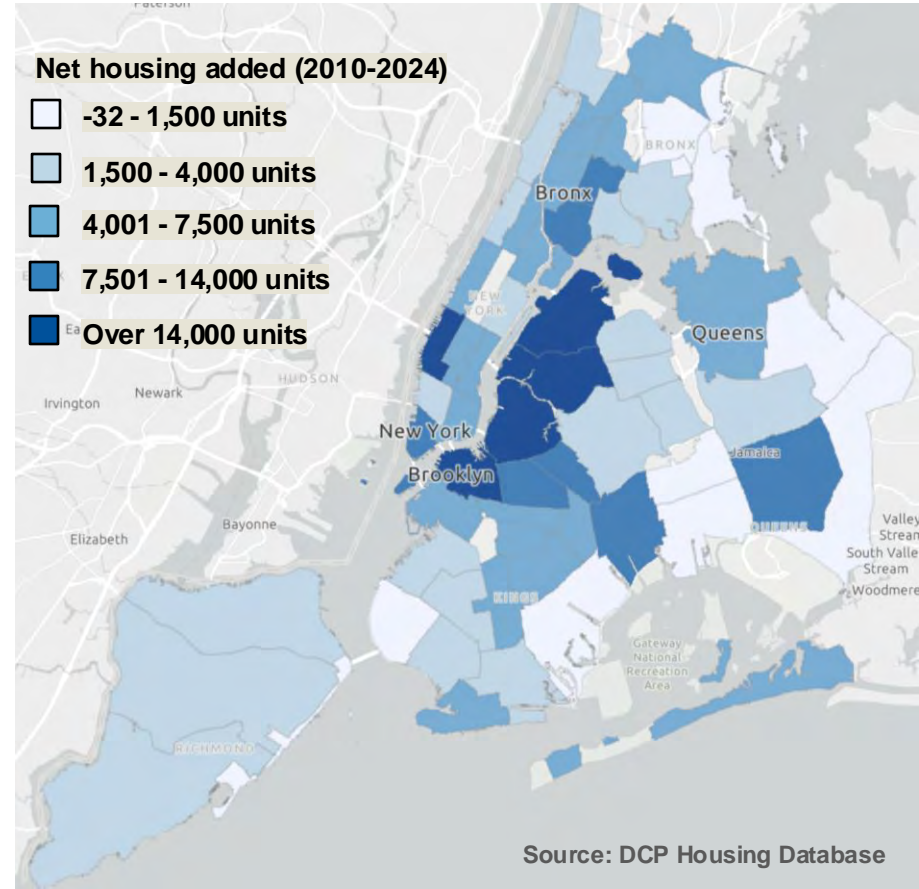 Paterson
Net housing added (2010-2024)
-32 - 1,500 units
1,500 - 4,000 units
4,001 - 7,500 units
7,501 - 14,000 units
Over 14,000 units
BRONX
Bronx
NEW
YORK
Queens
Ea
HUDSON
Newark
Irvington
New York
Brooklyn
Jamaica
QUEENS
Elizabeth
Bayonne
Valley
Stream
South Valley
Stream
Woodmere
KINGS
Gateway
National
Recreation
Area
RICHMOND
Source: DCP Housing Database